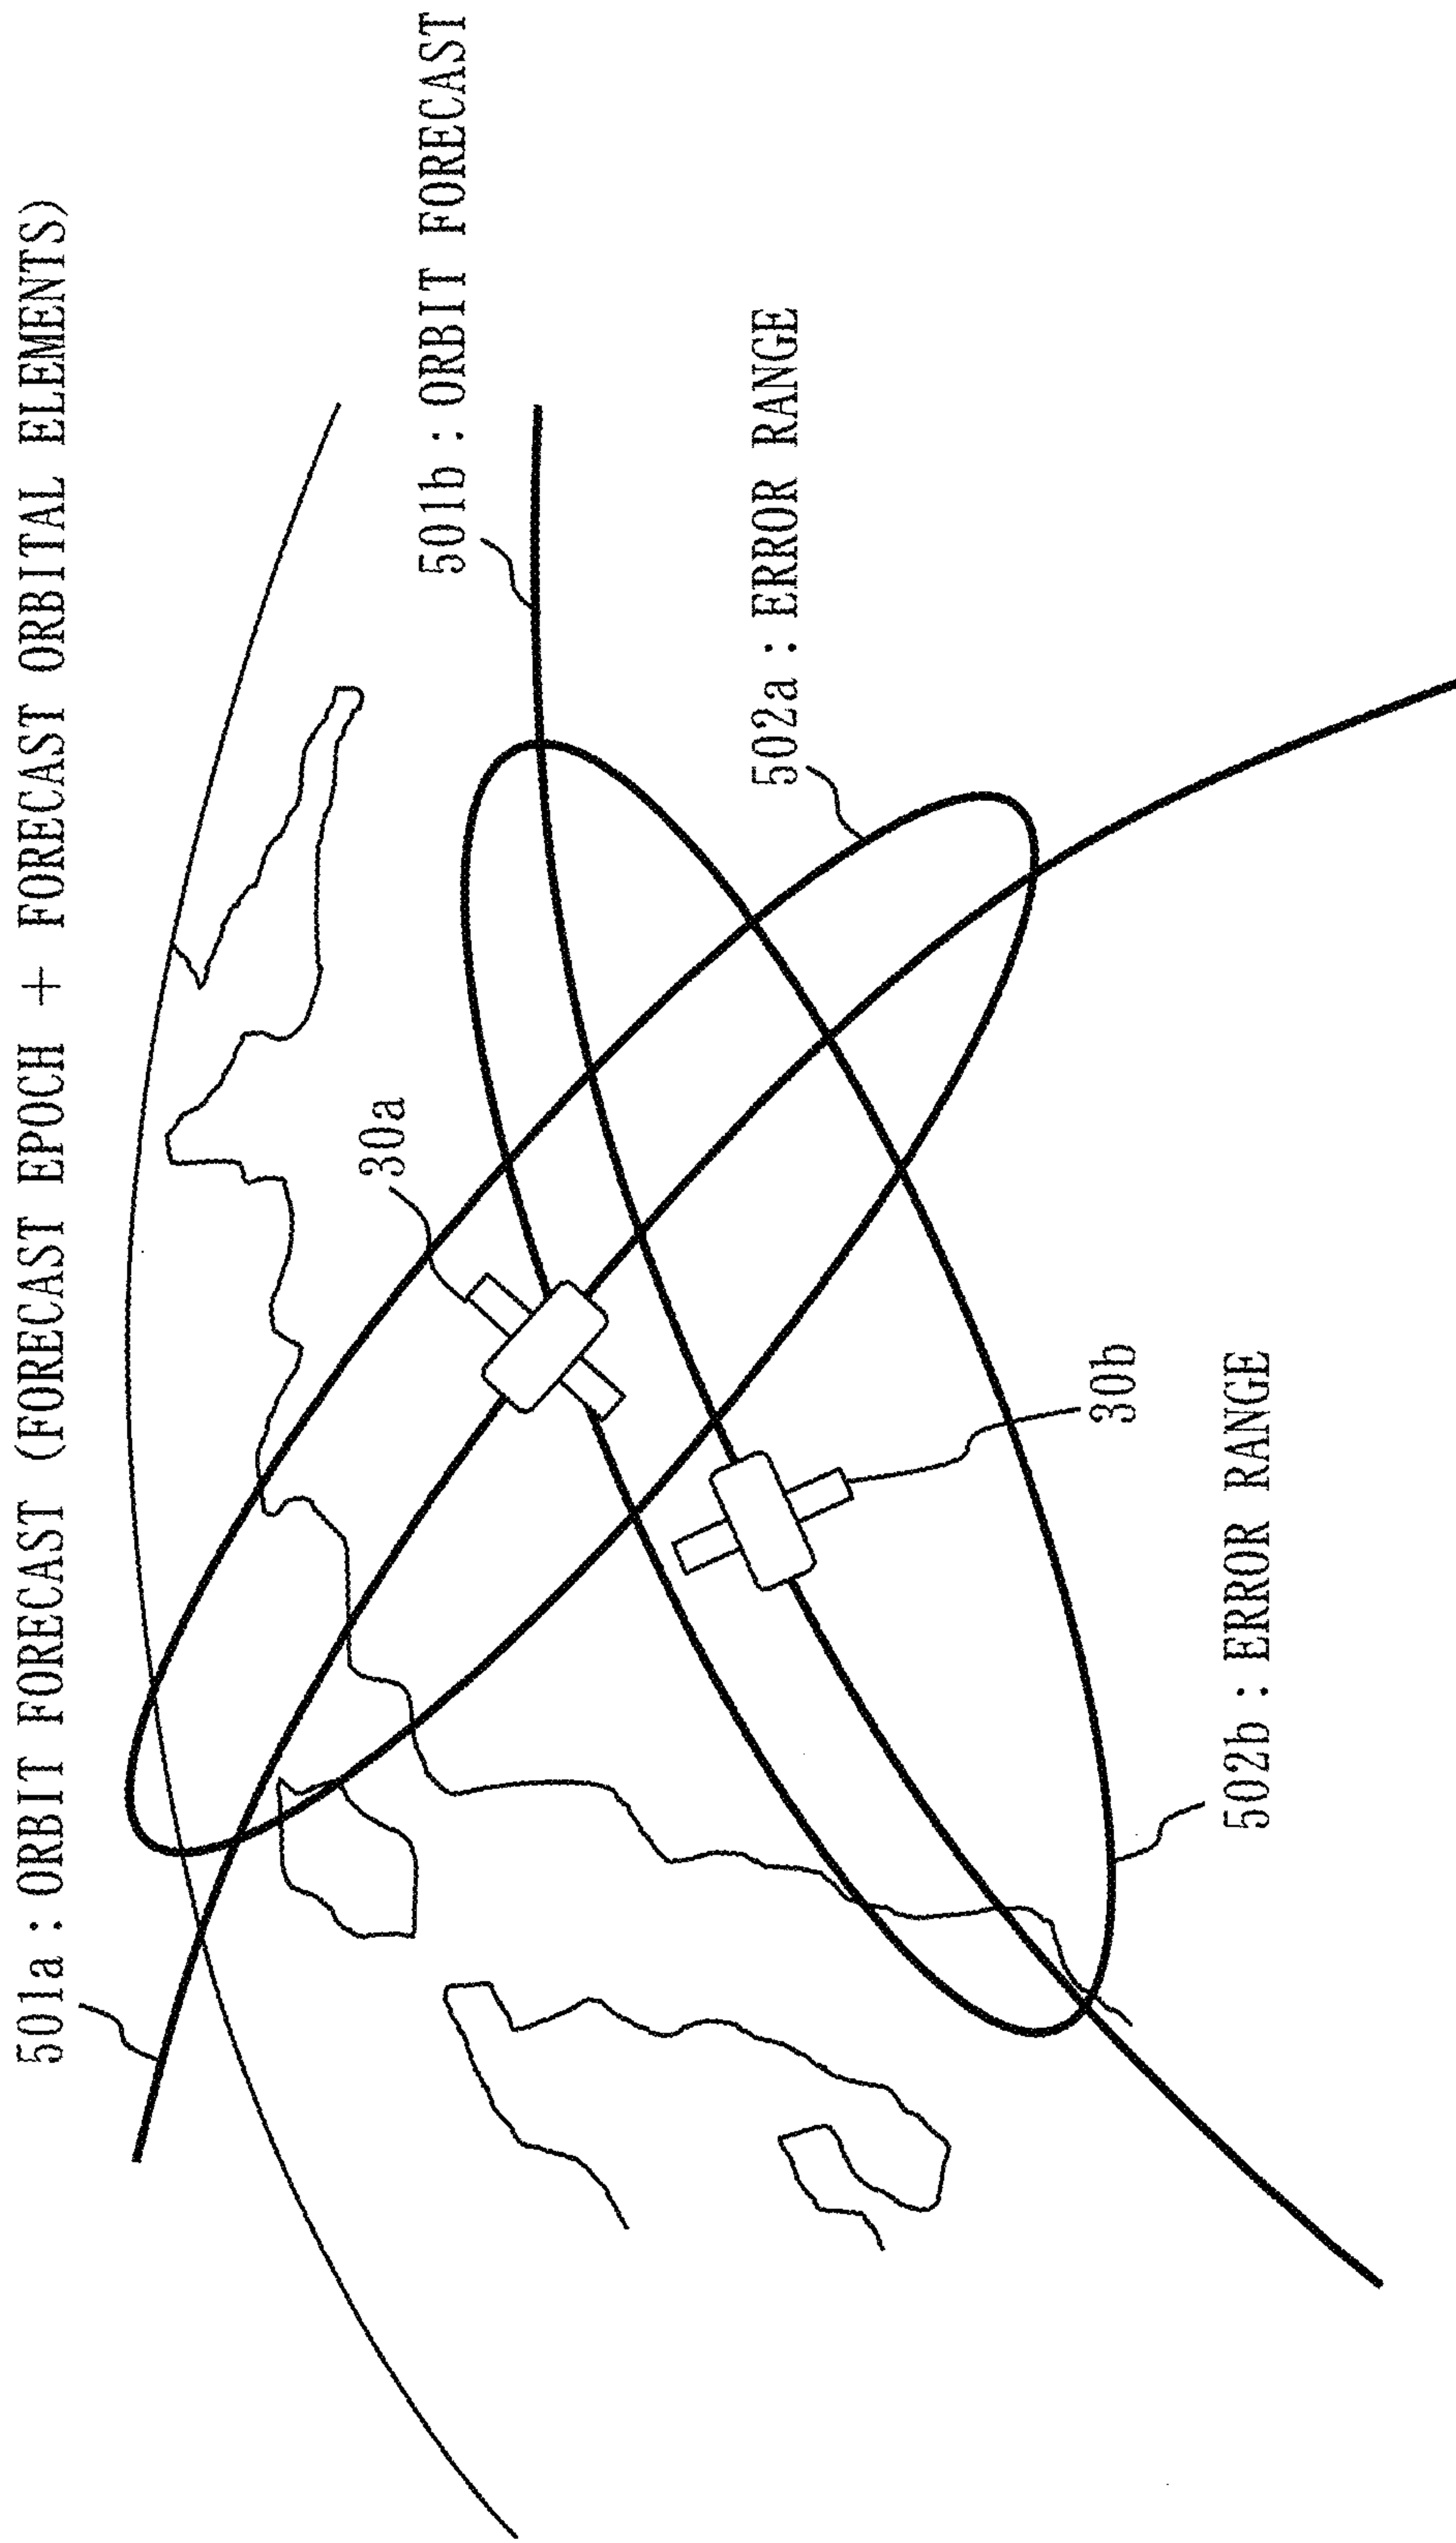 501a : ORBIT FORECAST (FORECAST EPOCH + FORECAST ORBITAL ELEMENTS)
501b : ORBIT FORECAST
30a
502a : ERROR RANGE
30b
502b : ERROR RANGE